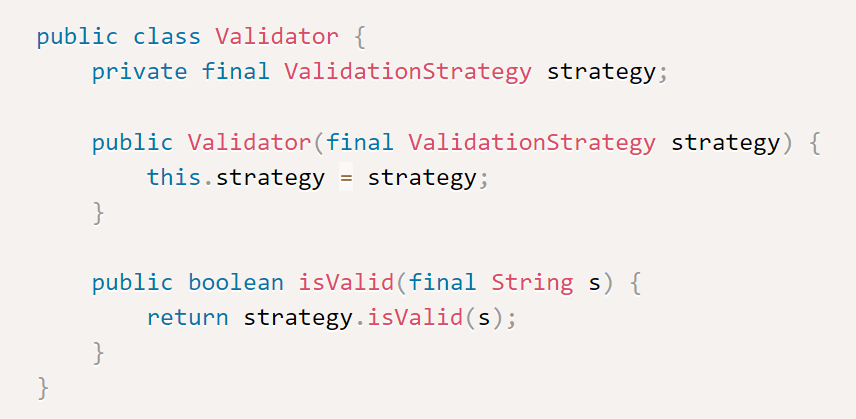 public class Validator {
    private final ValidationStrategy strategy;
    public Validator(final ValidationStrategy strategy) {
        this.strategy = strategy;
    }
    public boolean isValid(final String s) {
        return strategy.isValid(s);
    }
}